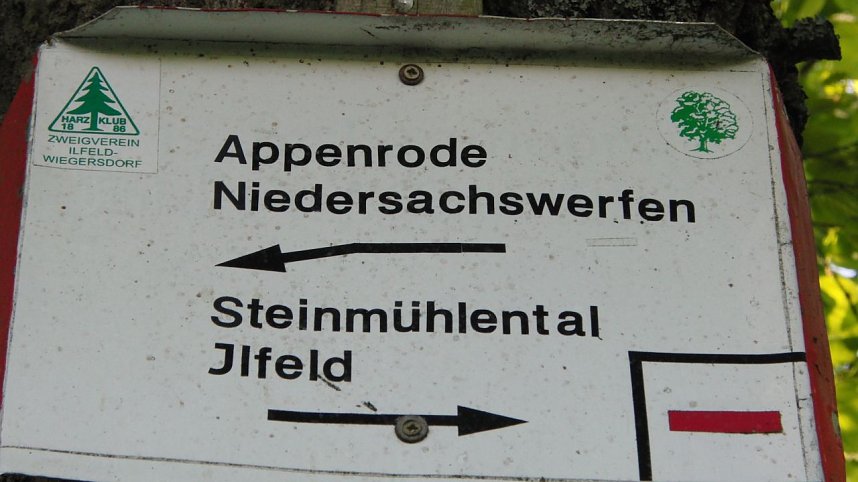 HARZ KLUB
18 86
ZWEIGVEREIN
ILFELD-
WIEGERSDORF
Appenrode
Niedersachswerfen
Steinmühlental
Jlfeld